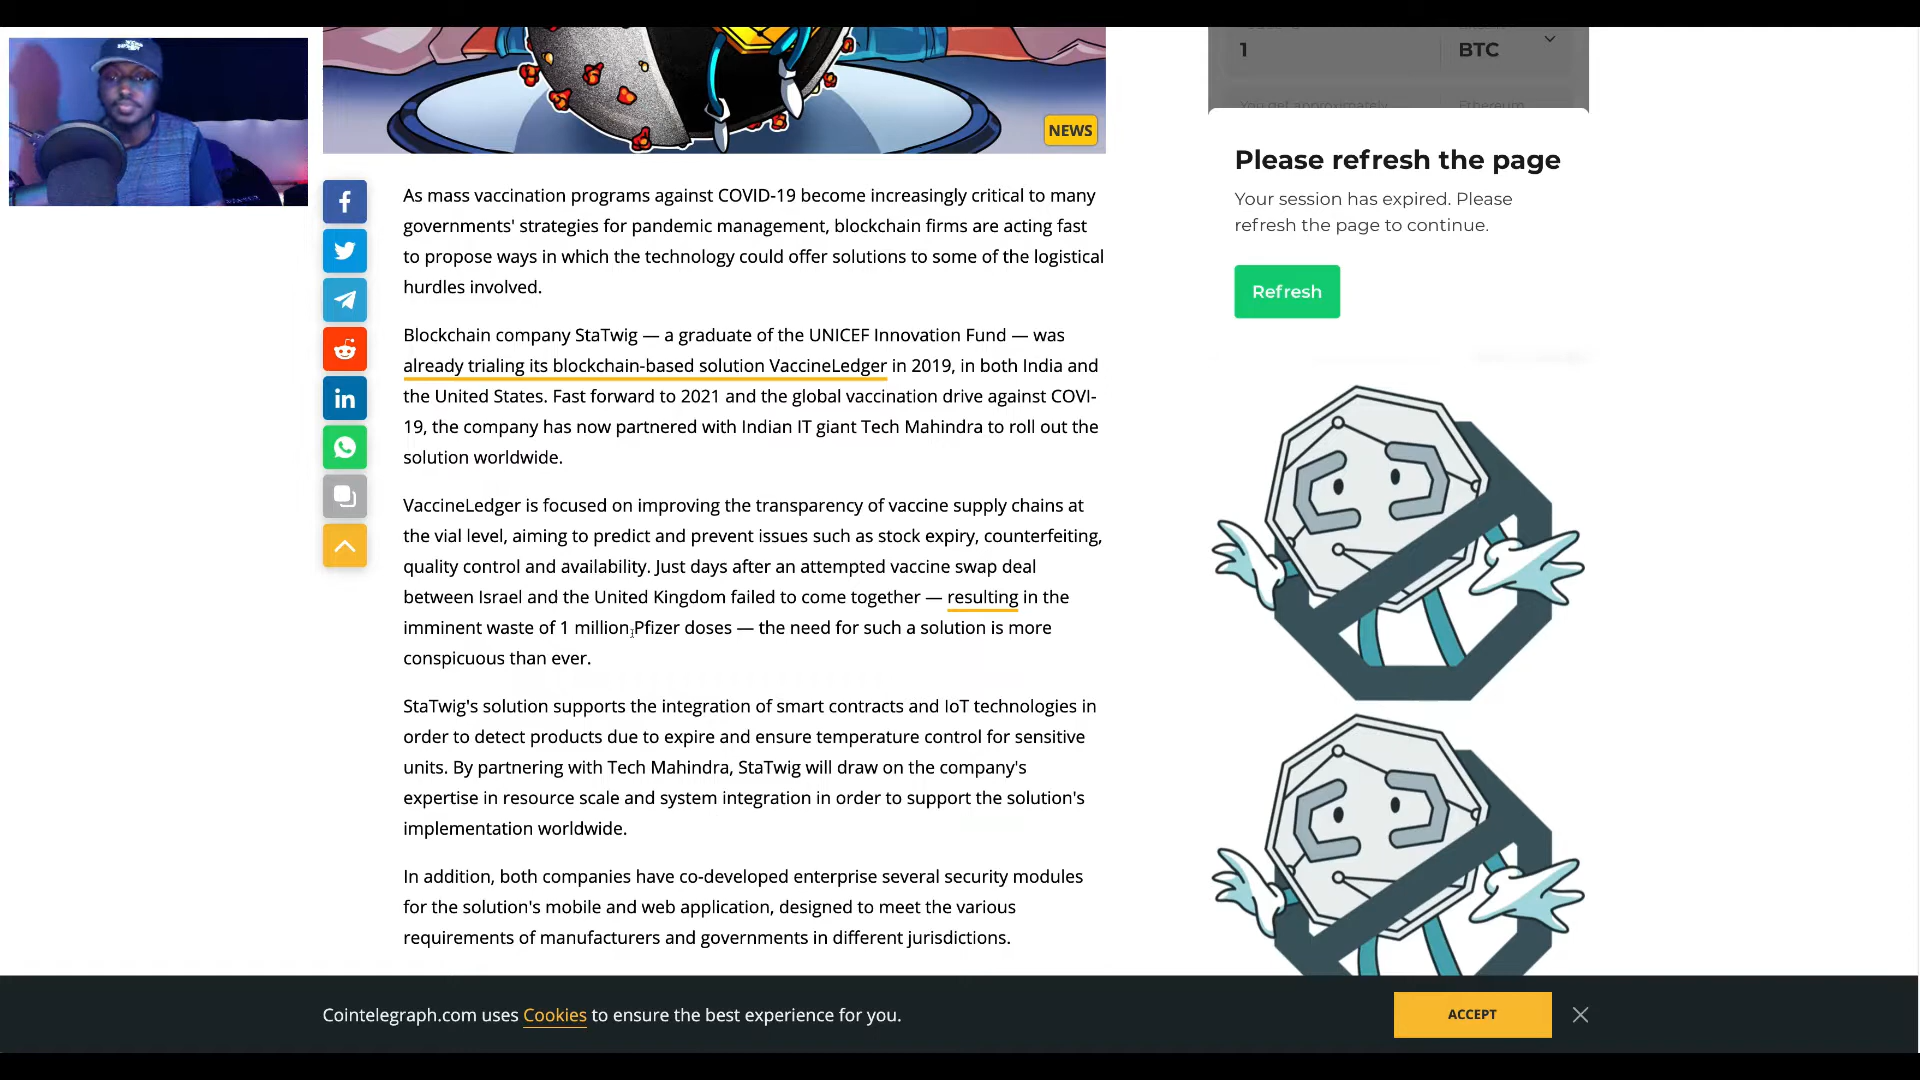 NEWS
As mass vaccination programs against COVID-19 become increasingly critical to many
governments' strategies for pandemic management, blockchain firms are acting fast
to propose ways in which the technology could offer solutions to some of the logistical
hurdles involved.
Blockchain company StaTwig — a graduate of the UNICEF Innovation Fund — was
already trialing its blockchain-based solution VaccineLedger in 2019, in both India and
the United States. Fast forward to 2021 and the global vaccination drive against COVI-
19, the company has now partnered with Indian IT giant Tech Mahindra to roll out the
solution worldwide.
VaccineLedger is focused on improving the transparency of vaccine supply chains at
the vial level, aiming to predict and prevent issues such as stock expiry, counterfeiting,
quality control and availability. Just days after an attempted vaccine swap deal
between Israel and the United Kingdom failed to come together — resulting in the
imminent waste of 1 million Pfizer doses — the need for such a solution is more
conspicuous than ever.
StaTwig's solution supports the integration of smart contracts and IoT technologies in
order to detect products due to expire and ensure temperature control for sensitive
units. By partnering with Tech Mahindra, StaTwig will draw on the company's
expertise in resource scale and system integration in order to support the solution's
implementation worldwide.
In addition, both companies have co-developed enterprise several security modules
for the solution's mobile and web application, designed to meet the various
requirements of manufacturers and governments in different jurisdictions.
1 BTC
You get approximately Ethereum
Please refresh the page
Your session has expired. Please
refresh the page to continue.
Refresh
Cointelegraph.com uses Cookies to ensure the best experience for you.
ACCEPT